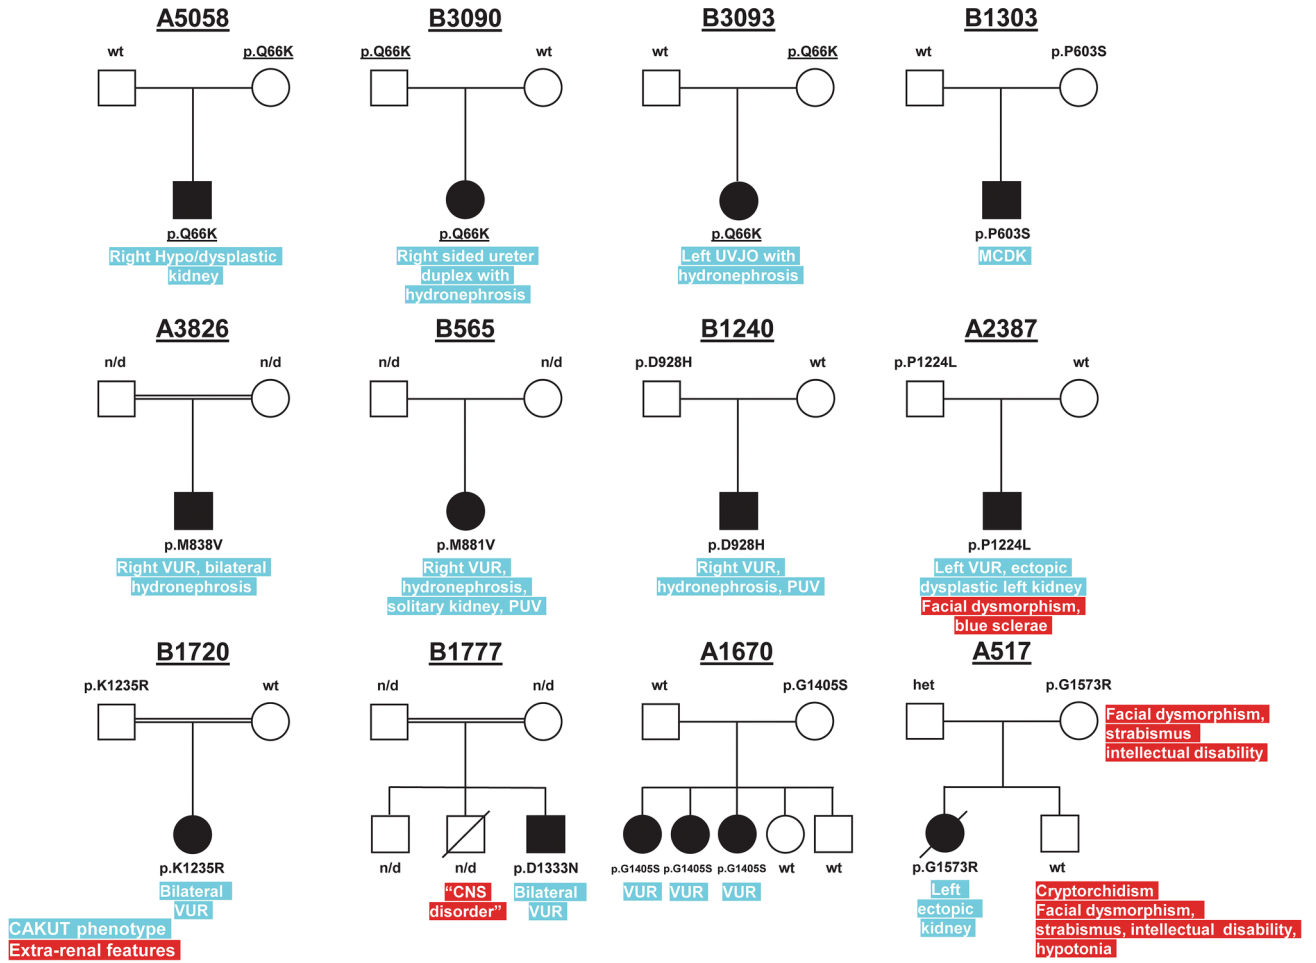 A5058
B3090
B3093
B1303
wt
p.Q66K
p.Q66K
wt
wt
p.Q66K
wt
p.P603S
p.Q66K
p.Q66K
p.Q66K
p.P603S
Right Hypo/dysplastic
kidney
Right sided ureter
duplex with
hydronephrosis
Left UVJO with
hydronephrosis
MCDK
A3826
B565
B1240
A2387
n/d
n/d
n/d
n/d
p.D928H
wt
p.P1224L
wt
p.M838V
p.M881V
p.D928H
p.P1224L
Right VUR, bilateral
hydronephrosis
Right VUR,
hydronephrosis,
solitary kidney, PUV
Right VUR,
hydronephrosis, PUV
Left VUR, ectopic
dysplastic left kidney
Facial dysmorphism,
blue sclerae
B1720
B1777
A1670
A517
p.K1235R
wt
n/d
n/d
wt
p.G1405S
het
p.G1573R
Facial dysmorphism,
strabismus
intellectual disability
p.K1235R
n/d
n/d
p.D1333N
p.G1405S
p.G1405S
p.G1405S
wt
wt
p.G1573R
wt
Bilateral
VUR
“CNS
disorder”
Bilateral
VUR
VUR
VUR
VUR
Left
ectopic
kidney
Cryptorchidism
Facial dysmorphism,
strabismus, intellectual disability,
hypotonia
CAKUT phenotype
Extra-renal features